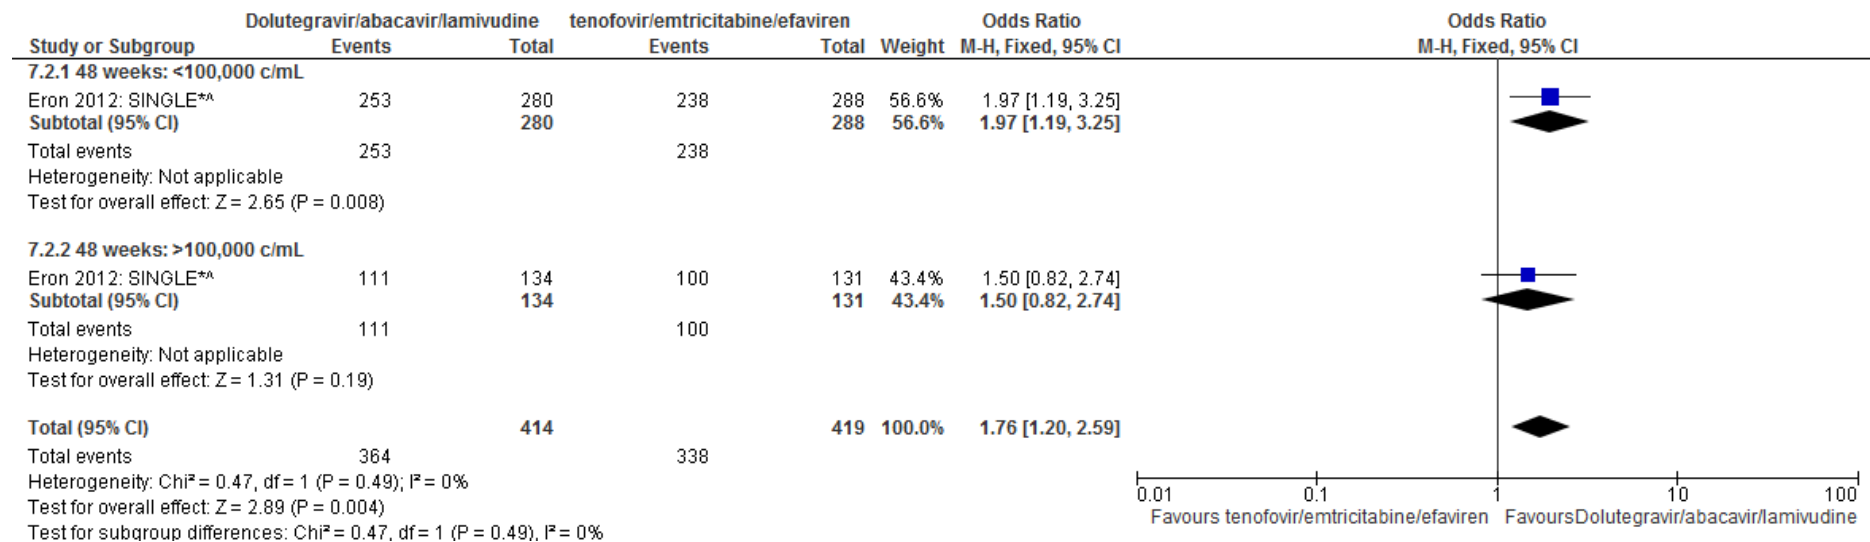 Dolutegravir/abacavir/lamivudine tenofovir/emtricitabine/efaviren Odds Ratio Odds Ratio
Study or Subgroup Events Total Events Total Weight M-H, Fixed, 95% CI M-H, Fixed, 95% CI
7.2.1 48 weeks: <100,000 c/mL
Eron 2012: SINGLE*^ 253 280 238 288 56.6% 1.97 [1.19, 3.25]
Subtotal (95% CI) 280 288 56.6% 1.97 [1.19, 3.25]
Total events 253 238
Heterogeneity: Not applicable
Test for overall effect: Z = 2.65 (P = 0.008)
7.2.2 48 weeks: >100,000 c/mL
Eron 2012: SINGLE*^ 111 134 100 131 43.4% 1.50 [0.82, 2.74]
Subtotal (95% CI) 134 131 43.4% 1.50 [0.82, 2.74]
Total events 111 100
Heterogeneity: Not applicable
Test for overall effect: Z = 1.31 (P = 0.19)
Total (95% CI) 414 419 100.0% 1.76 [1.20, 2.59]
Total events 364 338
Heterogeneity: Chi² = 0.47, df = 1 (P = 0.49); I² = 0%
Test for overall effect: Z = 2.89 (P = 0.004)
Test for subgroup differences: Chi² = 0.47, df = 1 (P = 0.49), I² = 0%
0.01 0.1 1 10 100
Favours tenofovir/emtricitabine/efaviren FavoursDolutegravir/abacavir/lamivudine